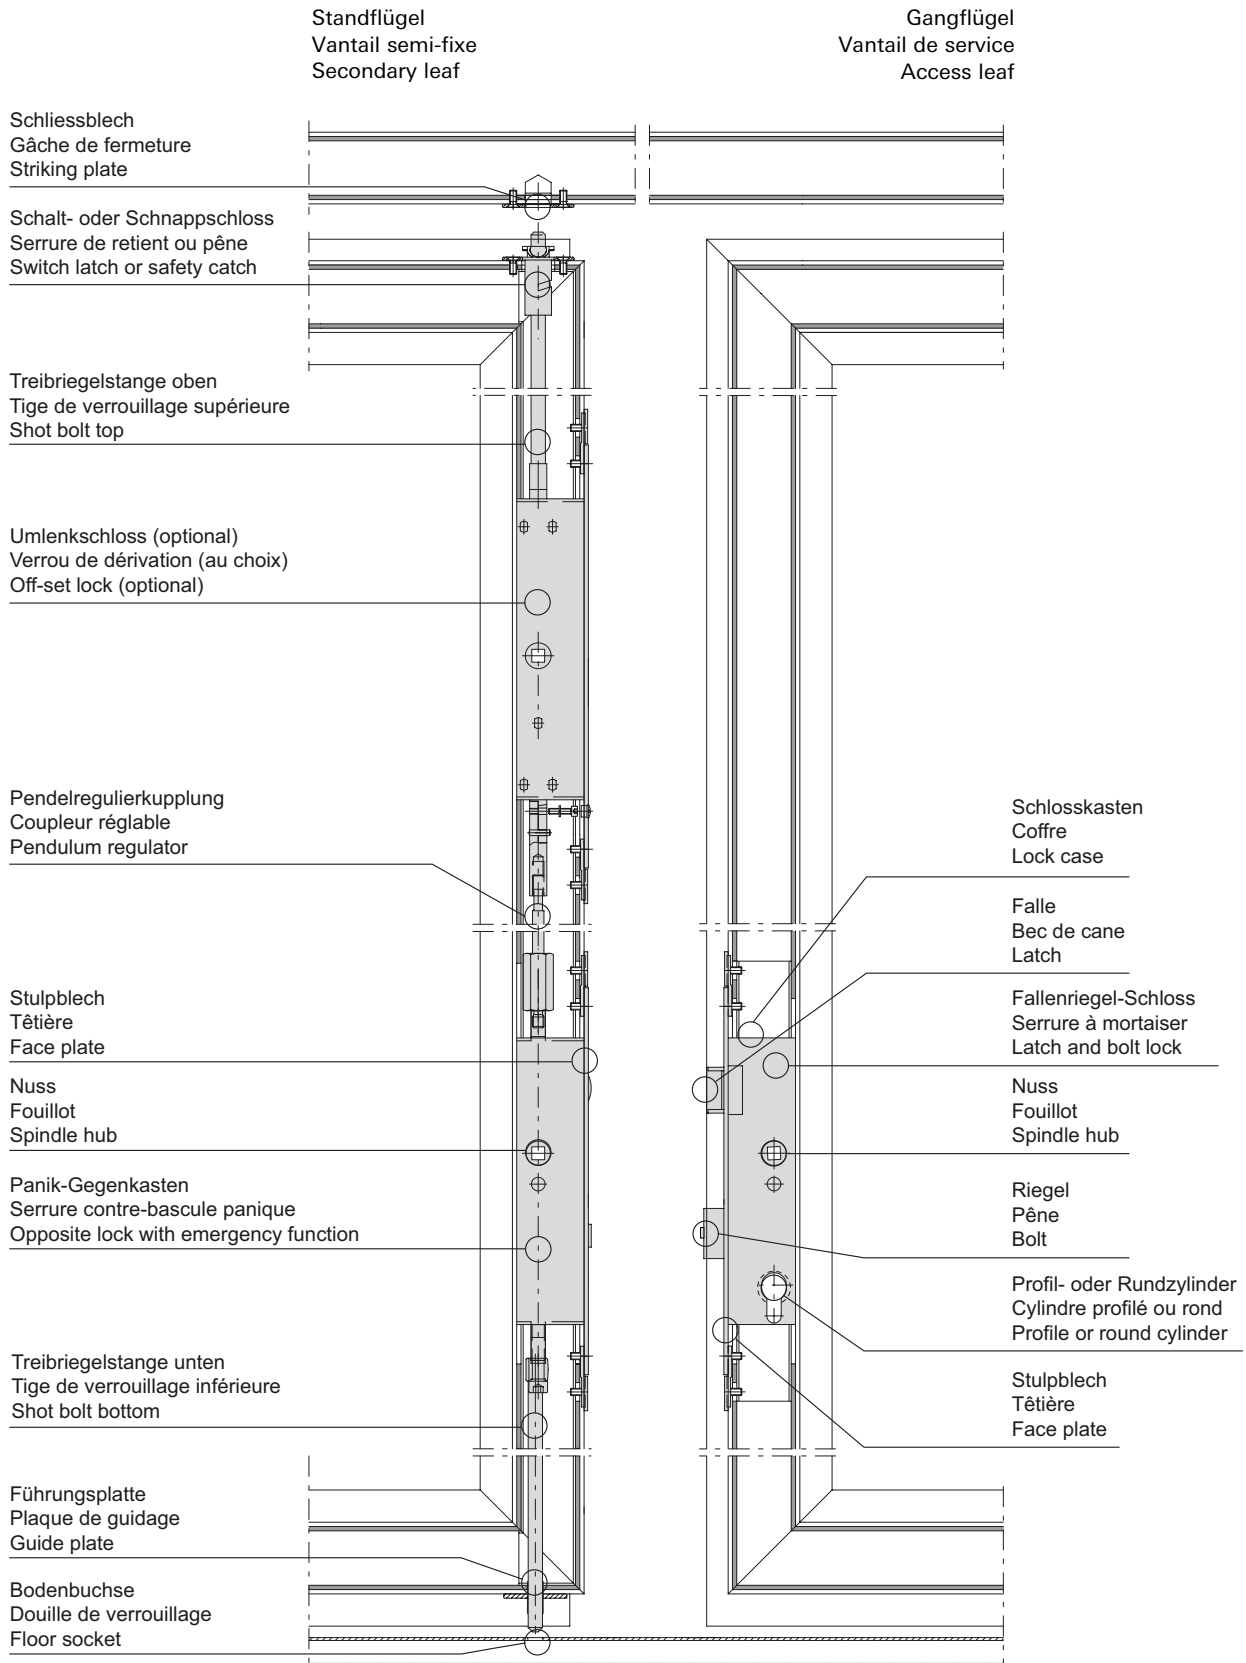 Standflügel
Vantail semi-fixe
Secondary leaf
Gangflügel
Vantail de service
Access leaf
Schliessblech
Gâche de fermeture
Striking plate
Schalt- oder Schnappschloss
Serrure de retient ou pêne
Switch latch or safety catch
Treibriegelstange oben
Tige de verrouillage supérieure
Shot bolt top
Umlenkschloss (optional)
Verrou de dérivation (au choix)
Off-set lock (optional)
Pendelregulierkupplung
Coupleur réglable
Pendulum regulator
Stulpblech
Têtière
Face plate
Nuss
Fouillot
Spindle hub
Panik-Gegenkasten
Serrure contre-bascule panique
Opposite lock with emergency function
Treibriegelstange unten
Tige de verrouillage inférieure
Shot bolt bottom
Führungsplatte
Plaque de guidage
Guide plate
Bodenbuchse
Douille de verrouillage
Floor socket
Schlosskasten
Coffre
Lock case
Falle
Bec de cane
Latch
Fallenriegel-Schloss
Serrure à mortaiser
Latch and bolt lock
Nuss
Fouillot
Spindle hub
Riegel
Pêne
Bolt
Profil- oder Rundzylinder
Cylindre profilé ou rond
Profile or round cylinder
Stulpblech
Têtière
Face plate